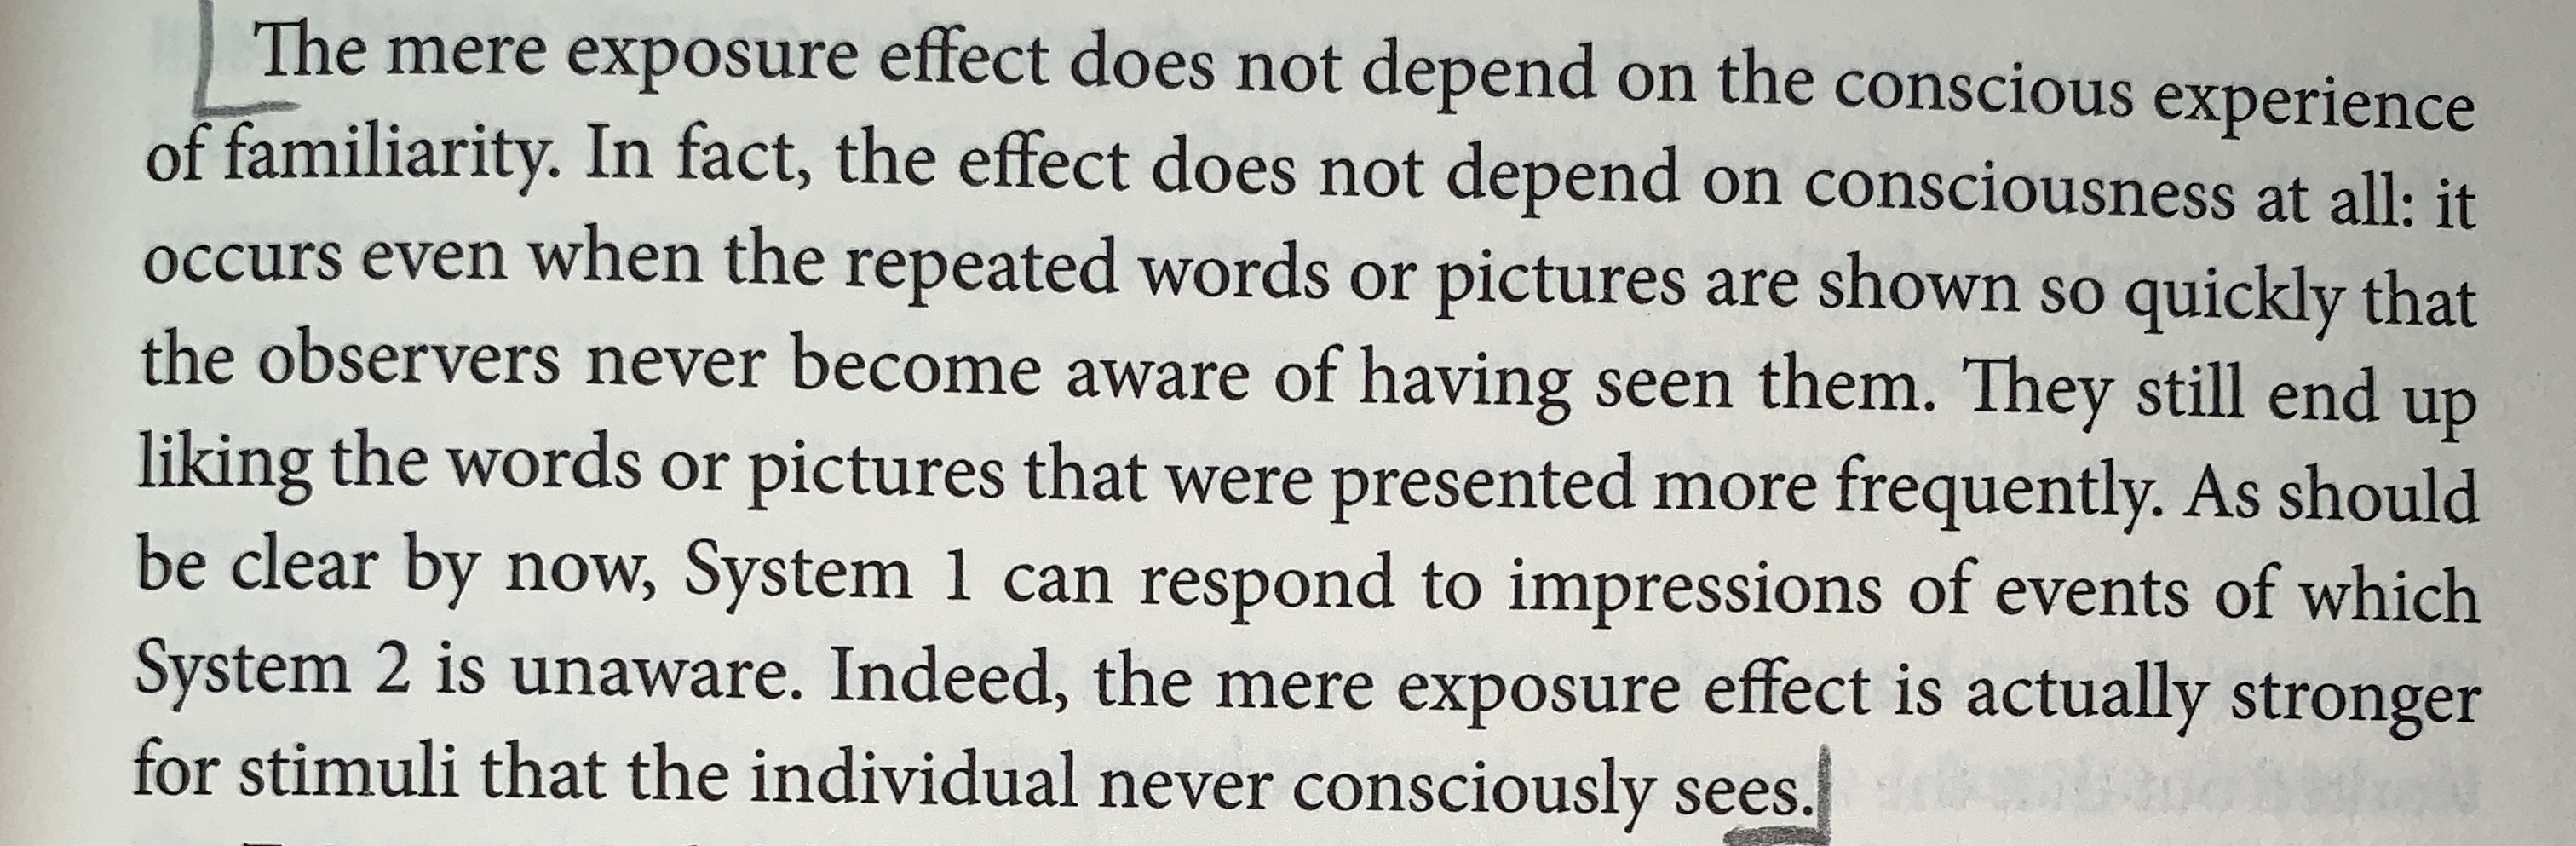 The mere exposure effect does not depend on the conscious experience
of familiarity. In fact, the effect does not depend on consciousness at all: it
occurs even when the repeated words or pictures are shown so quickly that
the observers never become aware of having seen them. They still end up
liking the words or pictures that were presented more frequently. As should
be clear by now, System 1 can respond to impressions of events of which
System 2 is unaware. Indeed, the mere exposure effect is actually stronger
for stimuli that the individual never consciously sees.